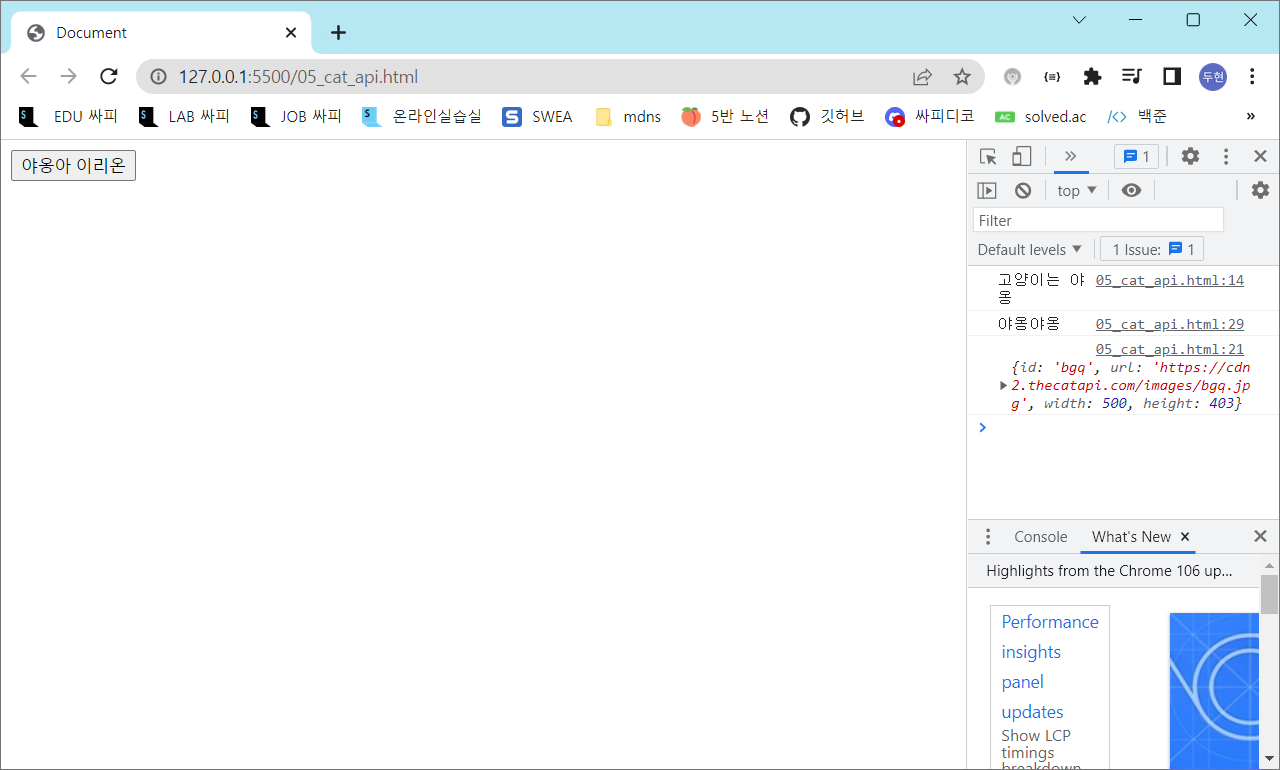 Document
127.0.0.1:5500/05_cat_api.html
두현
EDU 싸피 LAB 싸피 JOB 싸피 온라인실습실 SWEA mdns 5반 노션 깃허브 싸피디코 solved.ac 백준 »
야옹아 이리온
1
top
Filter
Default levels 1 Issue: 1
고양이는 야 05_cat_api.html:14
옹
야옹야옹 05_cat_api.html:29
05_cat_api.html:21
{id: 'bgq', url: 'https://cdn
2.thecatapi.com/images/bgq.jp
g', width: 500, height: 403}
Console What's New
Highlights from the Chrome 106 up...
Performance
insights
panel
updates
Show LCP
timings
breakdown